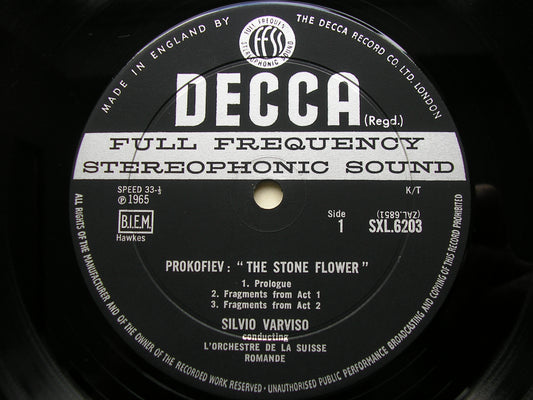 MADE IN ENGLAND BY THE DECCA RECORD CO. LTD. LONDON
FULL FREQUENCY
ffss
STEREOPHONIC SOUND
DECCA (Regd.)
FULL FREQUENCY
STEREOPHONIC SOUND
SPEED 33-⅓ K/T
℗ 1965
B.I.E.M.
Hawkes
Side (ZAL.6851)
1 SXL.6203
PROKOFIEV: "THE STONE FLOWER"
1. Prologue
2. Fragments from Act 1
3. Fragments from Act 2
SILVIO VARVISO
conducting
L'ORCHESTRE DE LA SUISSE
ROMANDE
ALL RIGHTS OF THE MANUFACTURER AND OF THE OWNER OF THE RECORDED WORK RESERVED · UNAUTHORISED PUBLIC PERFORMANCE BROADCASTING AND COPYING OF THIS RECORD PROHIBITED